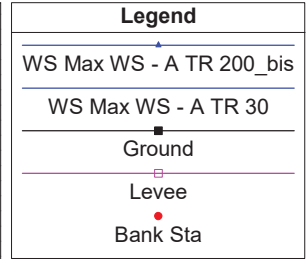 Legend
WS Max WS - A TR 200_bis
WS Max WS - A TR 30
Ground
Levee
Bank Sta